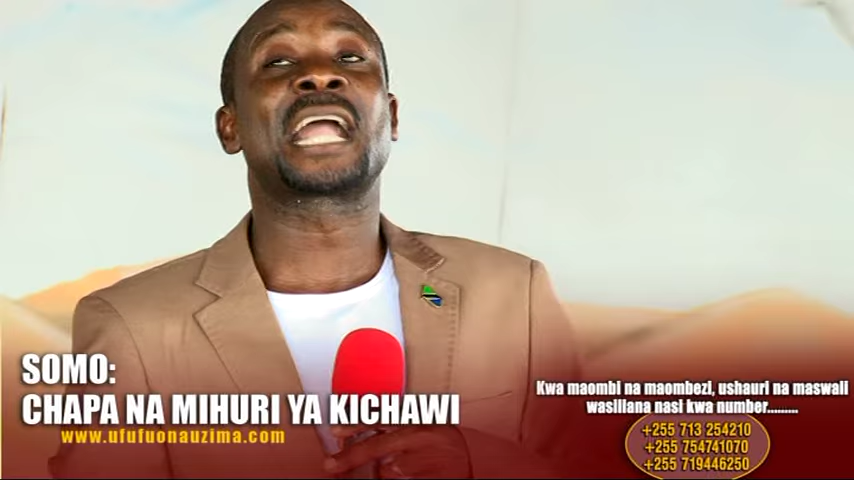 SOMO:
CHAPA NA MIHURI YA KICHAWI
www.ufufuonauzima.com
Kwa maombi na maombezi, ushauri na maswali
wasiliana nasi kwa number.........
+255 713 254210
+255 754741070
+255 719446250